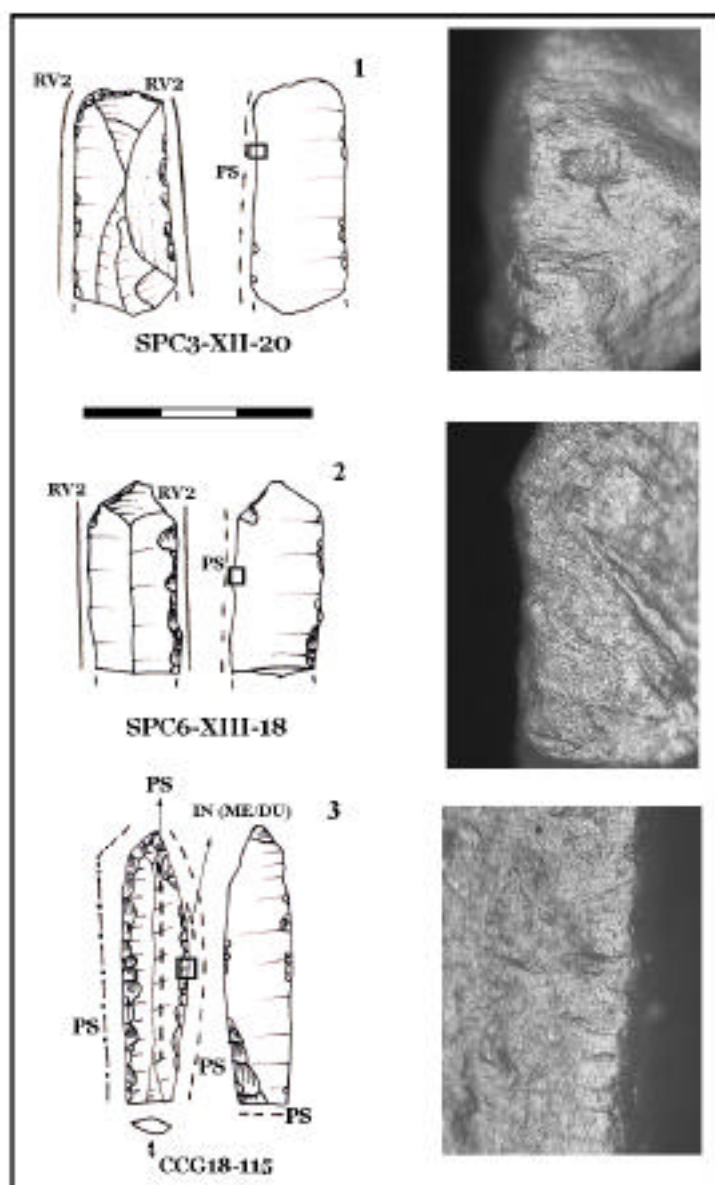 1
RV2 RV2
PS
SPC3-XII-20
2
RV2 RV2
PS
SPC6-XIII-18
PS
IN (ME/DU) 3
PS
PS
PS
CCG18-115